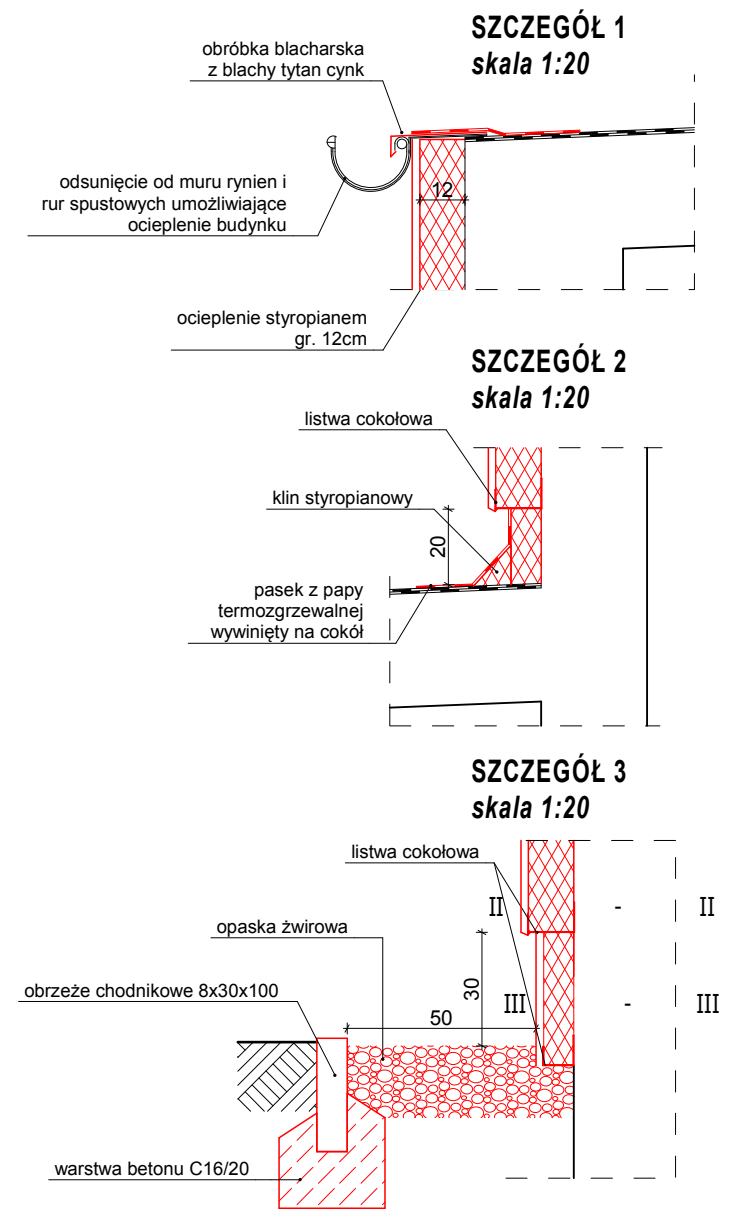 SZCZEGÓŁ 1
skala 1:20
obróbka blacharska
z blachy tytan cynk
odsunięcie od muru rynien i
rur spustowych umożliwiające
ocieplenie budynku
12
ocieplenie styropianem
gr. 12cm
SZCZEGÓŁ 2
skala 1:20
listwa cokołowa
klin styropianowy
20
pasek z papy
termozgrzewalnej
wywinięty na cokół
SZCZEGÓŁ 3
skala 1:20
listwa cokołowa
II - II
opaska żwirowa
obrzeże chodnikowe 8x30x100
30
III - III
50
warstwa betonu C16/20